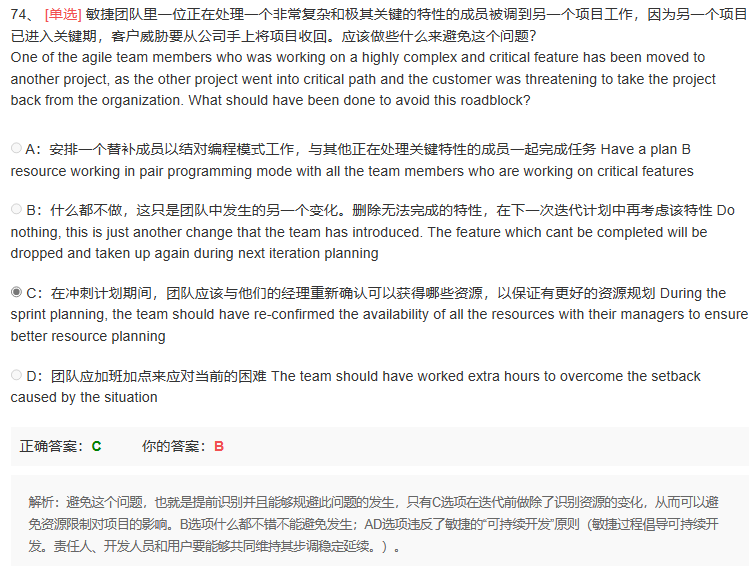 74、 [单选] 敏捷团队里一位正在处理一个非常复杂和极其关键的特性的成员被调到另一个项目工作，因为另一个项目
已进入关键期，客户威胁要从公司手上将项目收回。应该做些什么来避免这个问题？
One of the agile team members who was working on a highly complex and critical feature has been moved to
another project, as the other project went into critical path and the customer was threatening to take the project
back from the organization. What should have been done to avoid this roadblock?
A：安排一个替补成员以结对编程模式工作，与其他正在处理关键特性的成员一起完成任务 Have a plan B
resource working in pair programming mode with all the team members who are working on critical features
B：什么都不做，这只是团队中发生的另一个变化。删除无法完成的特性，在下一次迭代计划中再考虑该特性 Do
nothing, this is just another change that the team has introduced. The feature which cant be completed will be
dropped and taken up again during next iteration planning
C：在冲刺计划期间，团队应该与他们的经理重新确认可以获得哪些资源，以保证有更好的资源规划 During the
sprint planning, the team should have re-confirmed the availability of all the resources with their managers to ensure
better resource planning
D：团队应加班加点来应对当前的困难 The team should have worked extra hours to overcome the setback
caused by the situation
正确答案：C 你的答案：B
解析：避免这个问题，也就是提前识别并且能够规避此问题的发生，只有C选项在迭代前做除了识别资源的变化，从而可以避
免资源限制对项目的影响。B选项什么都不错不能避免发生；AD选项违反了敏捷的“可持续开发”原则（敏捷过程倡导可持续开
发。责任人、开发人员和用户要能够共同维持其步调稳定延续。）。